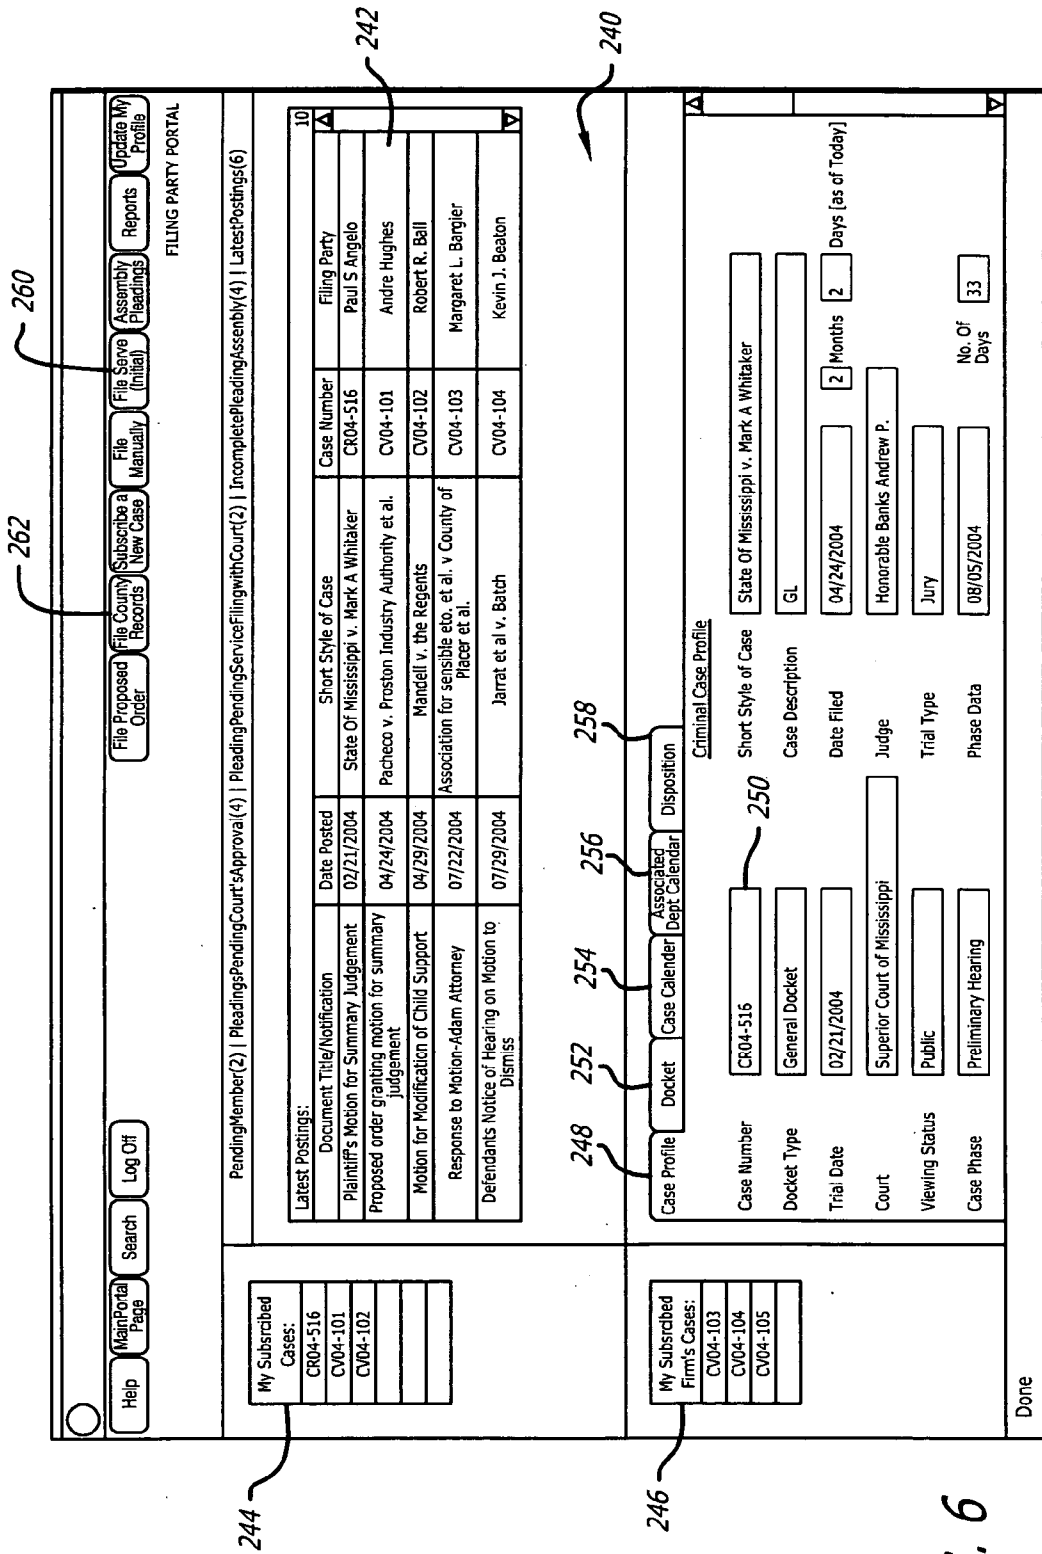 262
260
Help
MainPortal
Page
Search
Log Off
File Proposed
Order
File County
Records
Subscribe a
New Case
File
Manually
File Serve
(Initial)
Assembly
Pleadings
Reports
Update My
Profile
FILING PARTY PORTAL
PendingMember(2) | PleadingsPendingCourt'sApproval(4) | PleadingPendingServiceFilingwithCourt(2) | IncompletePleadingAssembly(4) | LatestPostings(6)
244
My Subsrcibed
Cases:
CR04-516
CV04-101
CV04-102
Latest Postings:
10
Document Title/Notification
Date Posted
Short Style of Case
Case Number
Filing Party
Plaintiff's Motion for Summary Judgement
02/21/2004
State Of Mississippi v. Mark A Whitaker
CR04-516
Paul S Angelo
Proposed order granting motion for summary
judgement
04/24/2004
Pacheco v. Proston Industry Authority et al.
CV04-101
Andre Hughes
Motion for Modification of Child Support
04/29/2004
Mandell v. the Regents
CV04-102
Robert R. Ball
Response to Motion-Adam Attorney
07/22/2004
Association for sensible eto. et al. v County of
Placer et al.
CV04-103
Margaret L. Bargier
Defendants Notice of Hearing on Motion to
Dismiss
07/29/2004
Jarrat et al v. Batch
CV04-104
Kevin J. Beaton
242
240
246
My Subsrcibed
Firm's Cases:
CV04-103
CV04-104
CV04-105
248
252
254
256
258
Case Profile
Docket
Case Calender
Associated
Dept Calendar
Disposition
Criminal Case Profile
Case Number
CR04-516
250
Short Style of Case
State Of Mississippi v. Mark A Whitaker
Docket Type
General Docket
Case Description
GL
Trial Date
02/21/2004
Date Filed
04/24/2004
2 Months
2
Days [as of Today]
Court
Superior Court of Mississippi
Judge
Honorable Banks Andrew P.
Viewing Status
Public
Trial Type
Jury
Case Phase
Preliminary Hearing
Phase Data
08/05/2004
No. Of
Days
33
Done
6